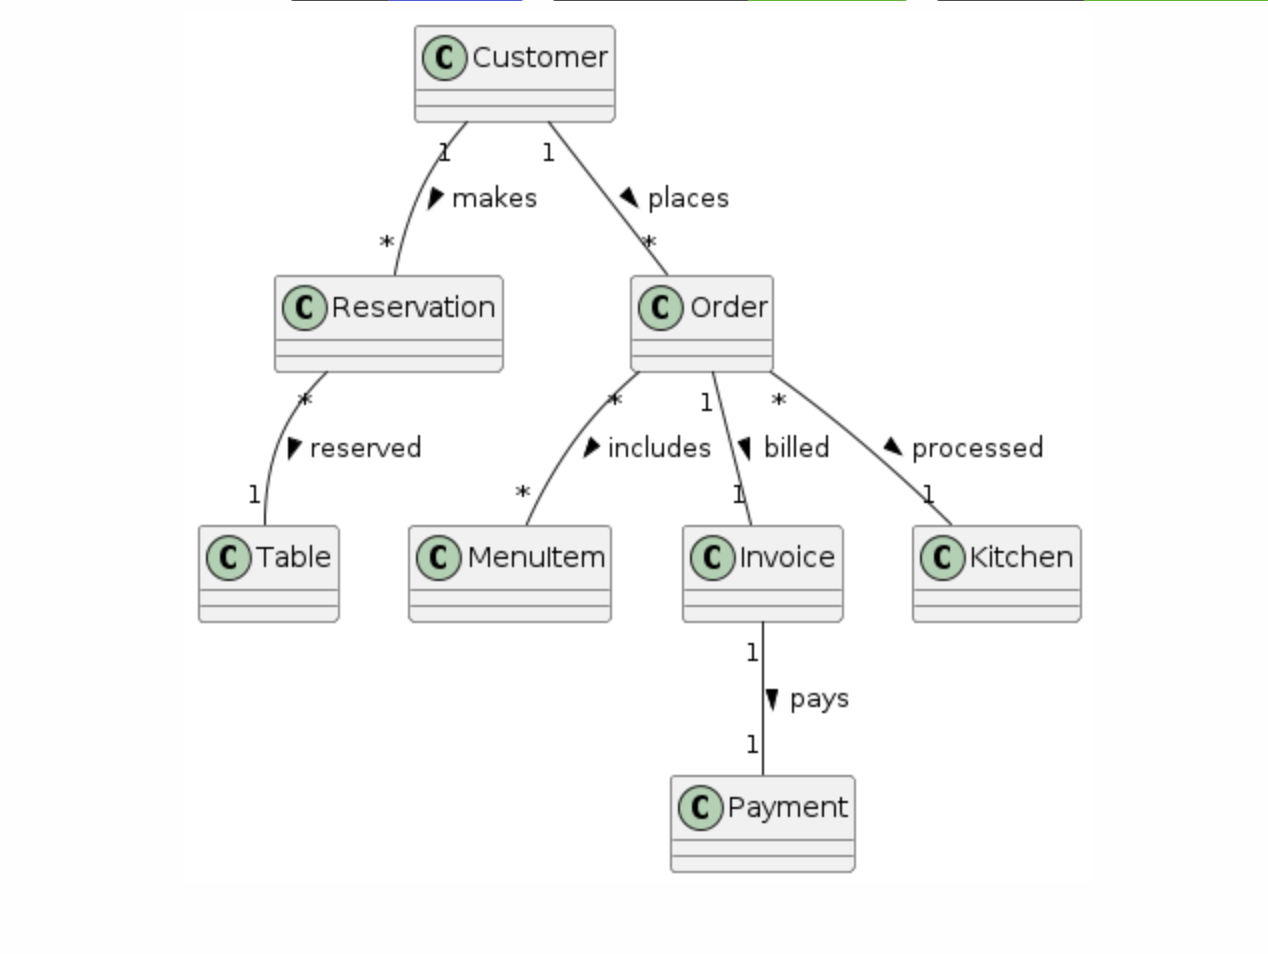 C Customer
1 1
makes places
* *
C Reservation C Order
* * 1 *
reserved includes billed processed
1 * 1 1
C Table C MenuItem C Invoice C Kitchen
1
pays
1
C Payment